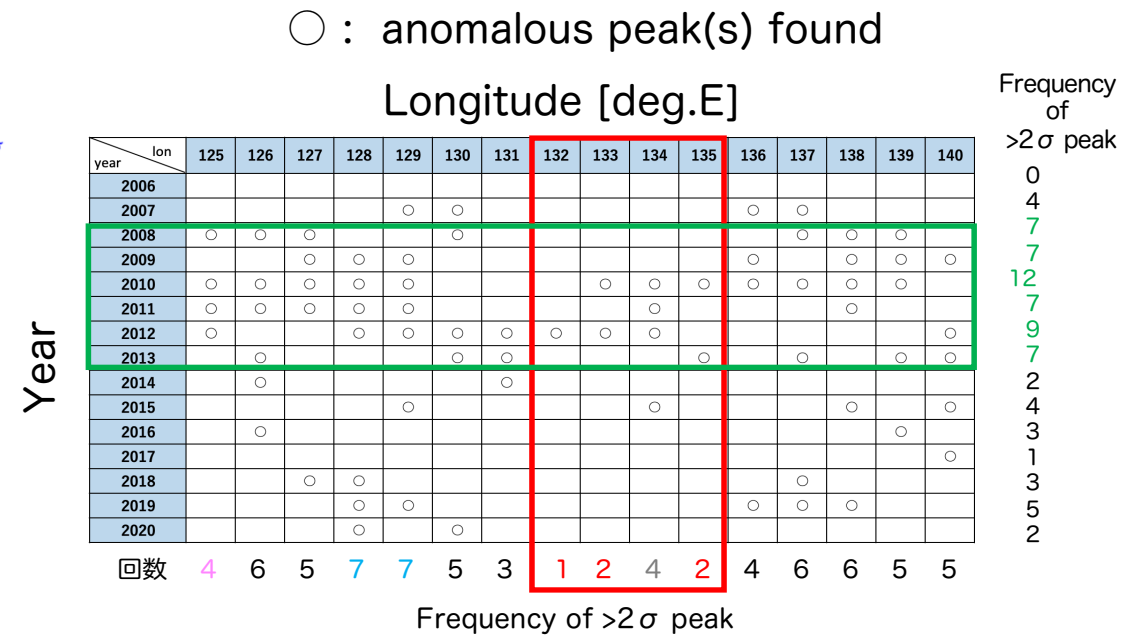 ○ : anomalous peak(s) found
Longitude [deg.E]
Frequency
of
>2σ peak
year lon 125 126 127 128 129 130 131 132 133 134 135 136 137 138 139 140
2006 0
2007 ○ ○ ○ ○ 4
2008 ○ ○ ○ ○ ○ ○ ○ 7
2009 ○ ○ ○ ○ ○ ○ ○ 7
2010 ○ ○ ○ ○ ○ ○ ○ ○ ○ ○ ○ ○ 12
2011 ○ ○ ○ ○ ○ ○ ○ 7
2012 ○ ○ ○ ○ ○ ○ ○ ○ ○ 9
2013 ○ ○ ○ ○ ○ ○ ○ 7
2014 ○ ○ 2
2015 ○ ○ ○ ○ 4
2016 ○ ○ 3
2017 ○ 1
2018 ○ ○ ○ 3
2019 ○ ○ ○ ○ ○ 5
2020 ○ ○ 2
Year
回数 4 6 5 7 7 5 3 1 2 4 2 4 6 6 5 5
Frequency of >2σ peak